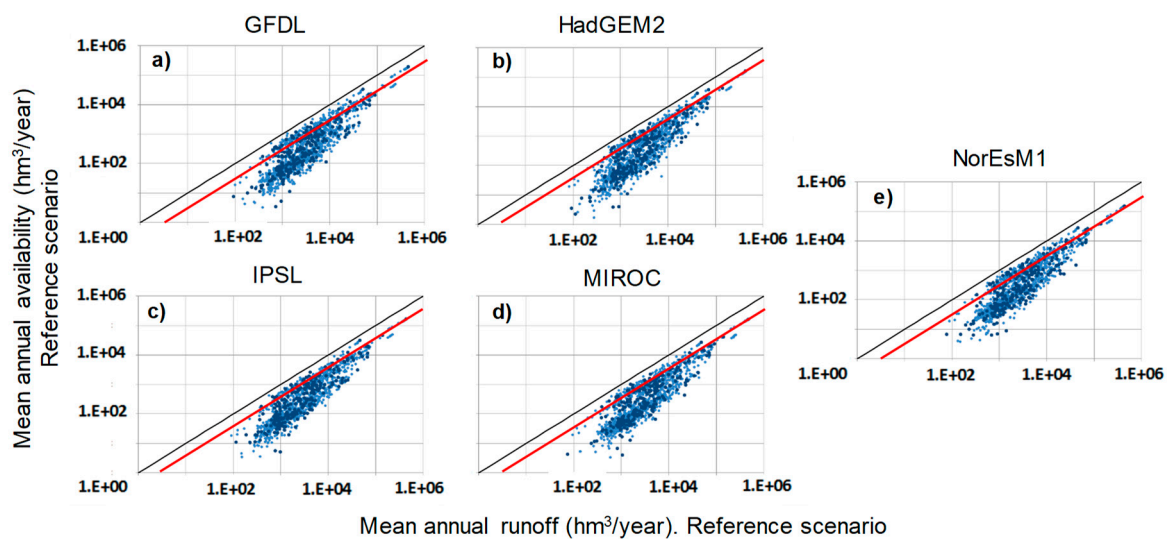 GFDL
HadGEM2
a)
b)
1.E+06
1.E+04
1.E+02
1.E+00
1.E+02
1.E+04
1.E+06
1.E+06
1.E+04
1.E+02
1.E+00
1.E+02
1.E+04
1.E+06
IPSL
MIROC
c)
d)
1.E+06
1.E+04
1.E+02
1.E+00
1.E+02
1.E+04
1.E+06
1.E+06
1.E+04
1.E+02
1.E+00
1.E+02
1.E+04
1.E+06
NorEsM1
e)
1.E+06
1.E+04
1.E+02
1.E+00
1.E+02
1.E+04
1.E+06
Mean annual availability (hm³/year)
Reference scenario
Mean annual runoff (hm³/year). Reference scenario